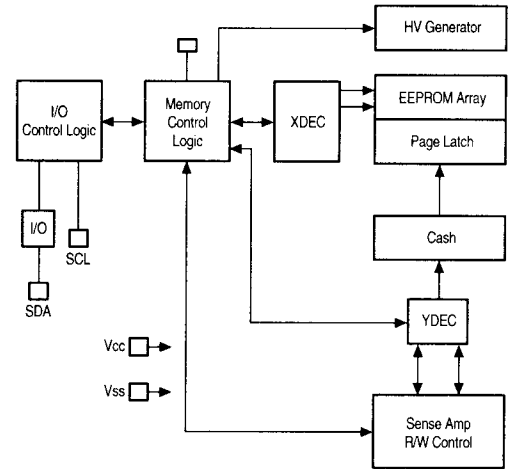 HV Generator
I/O
Control Logic
Memory
Control
Logic
XDEC
EEPROM Array
Page Latch
I/O
SCL
SDA
Cash
YDEC
Vcc
Vss
Sense Amp
R/W Control